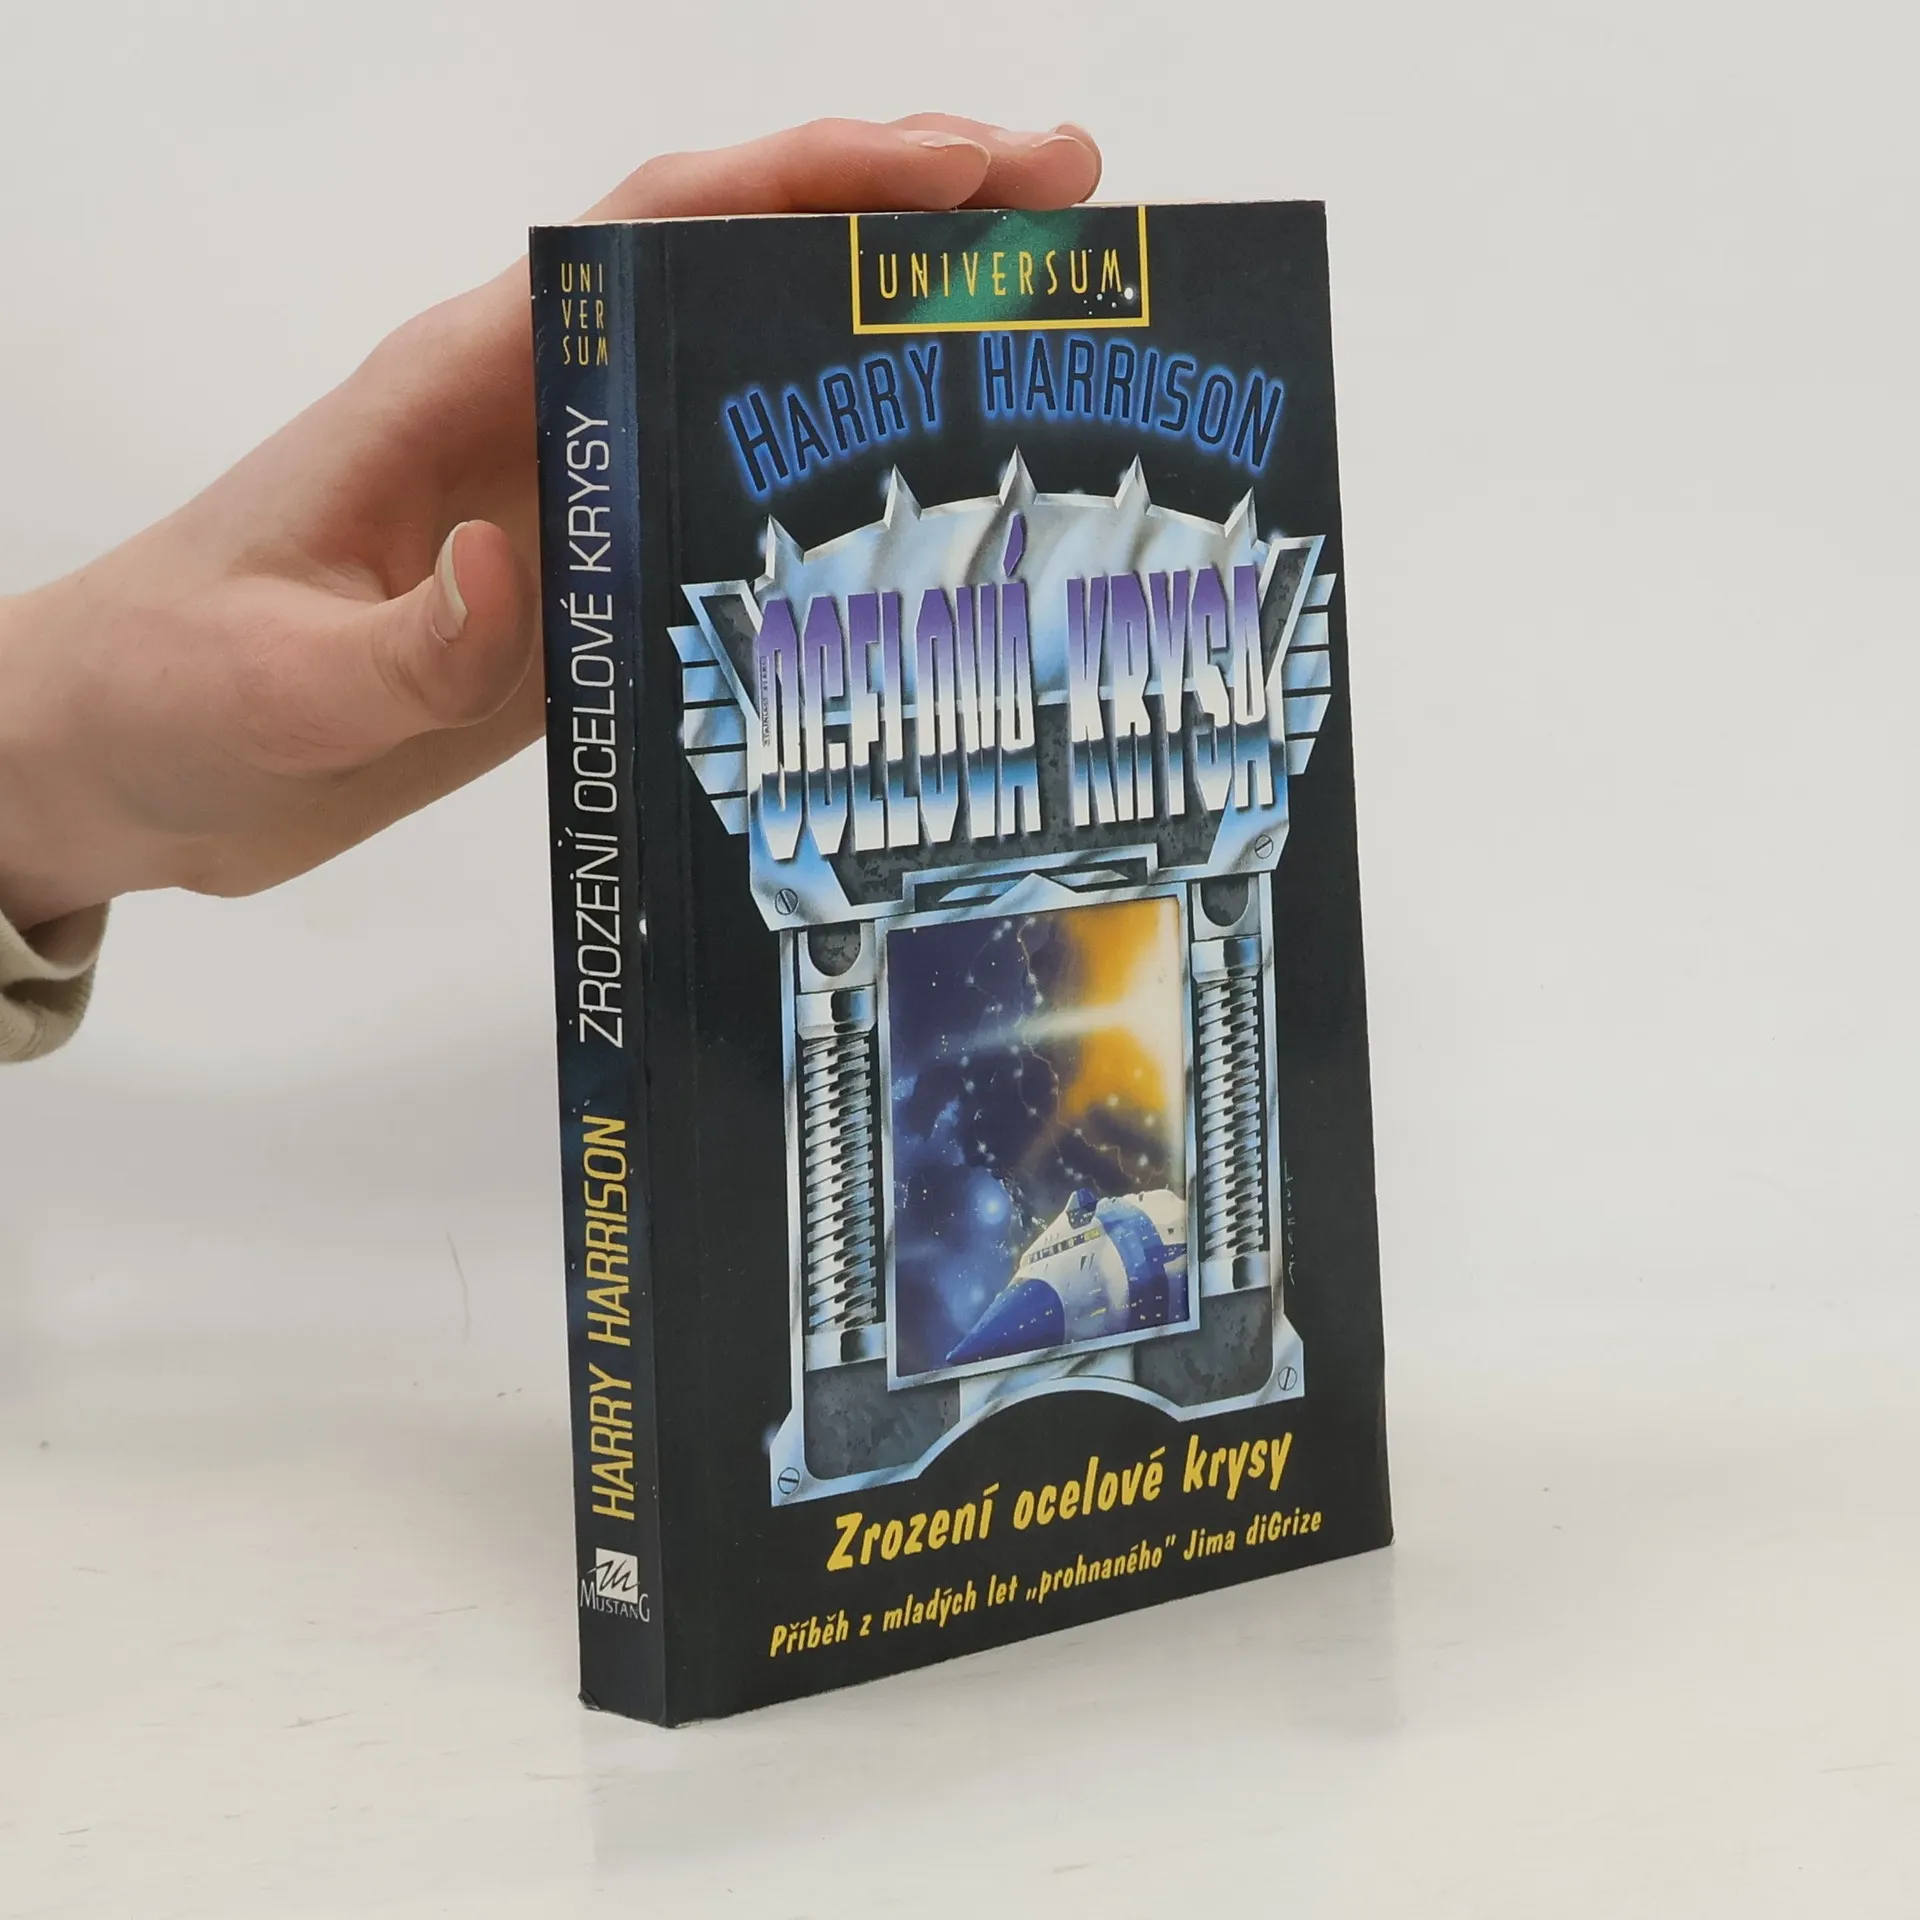 UNIVERSUM
HARRY HARRISON
OCELOVÁ KRYSA
Zrození ocelové krysy
Příběh z mladých let „prohnaného" Jima diGrize
UNI
VER
SUM
HARRY HARRISON ZROZENÍ OCELOVÉ KRYSY
MUSTANG